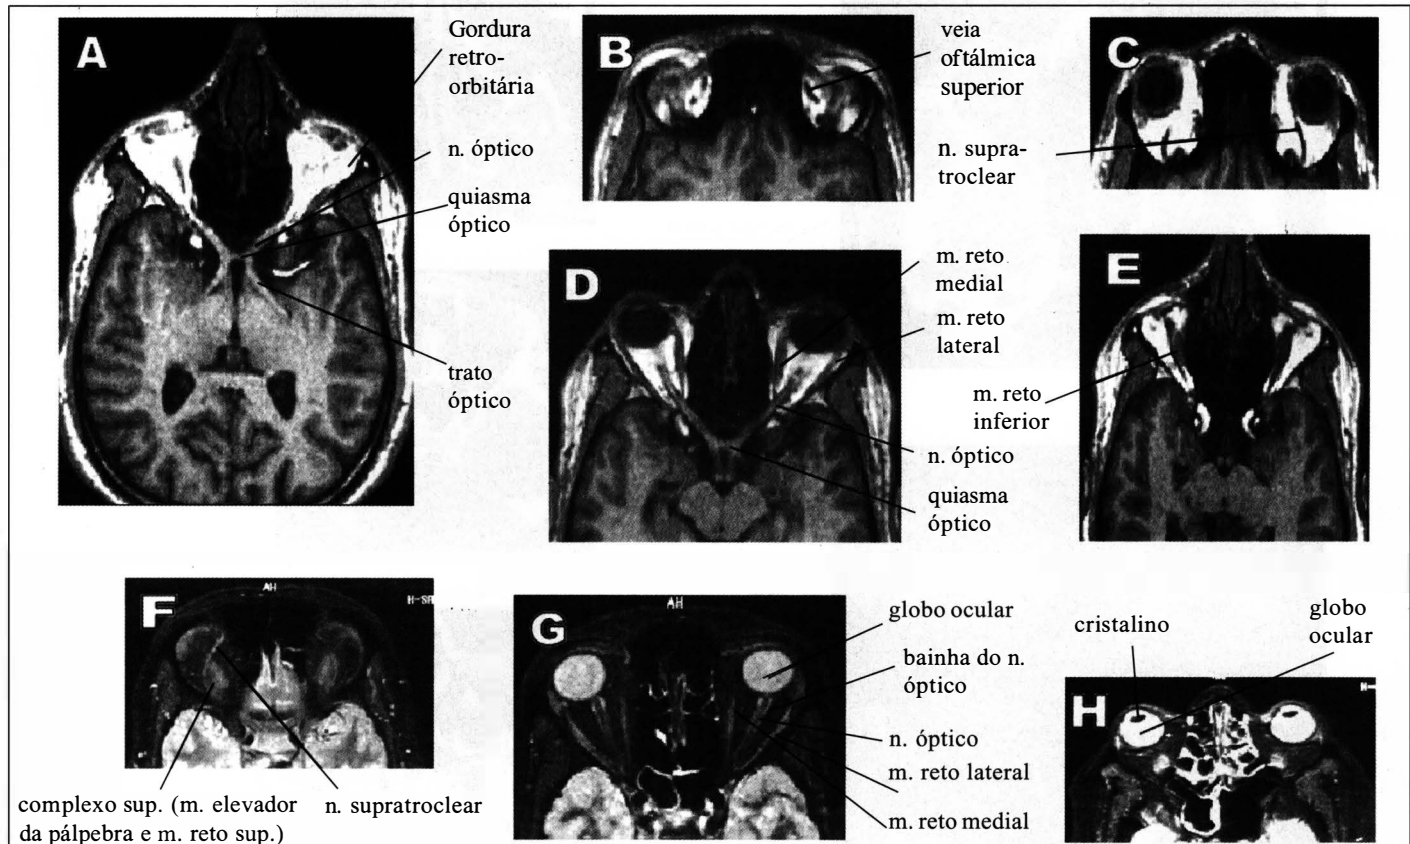 A
Gordura
retro-
orbitária
n. óptico
quiasma
óptico
trato
óptico
B
veia
oftálmica
superior
C
n. supra-
troclear
D
m. reto
medial
m. reto
lateral
n. óptico
quiasma
óptico
E
m. reto
inferior
F
AH
H-SA
complexo sup. (m. elevador
da pálpebra e m. reto sup.)
n. supratroclear
G
AH
globo ocular
bainha do n.
óptico
n. óptico
m. reto lateral
m. reto medial
H
cristalino
globo
ocular